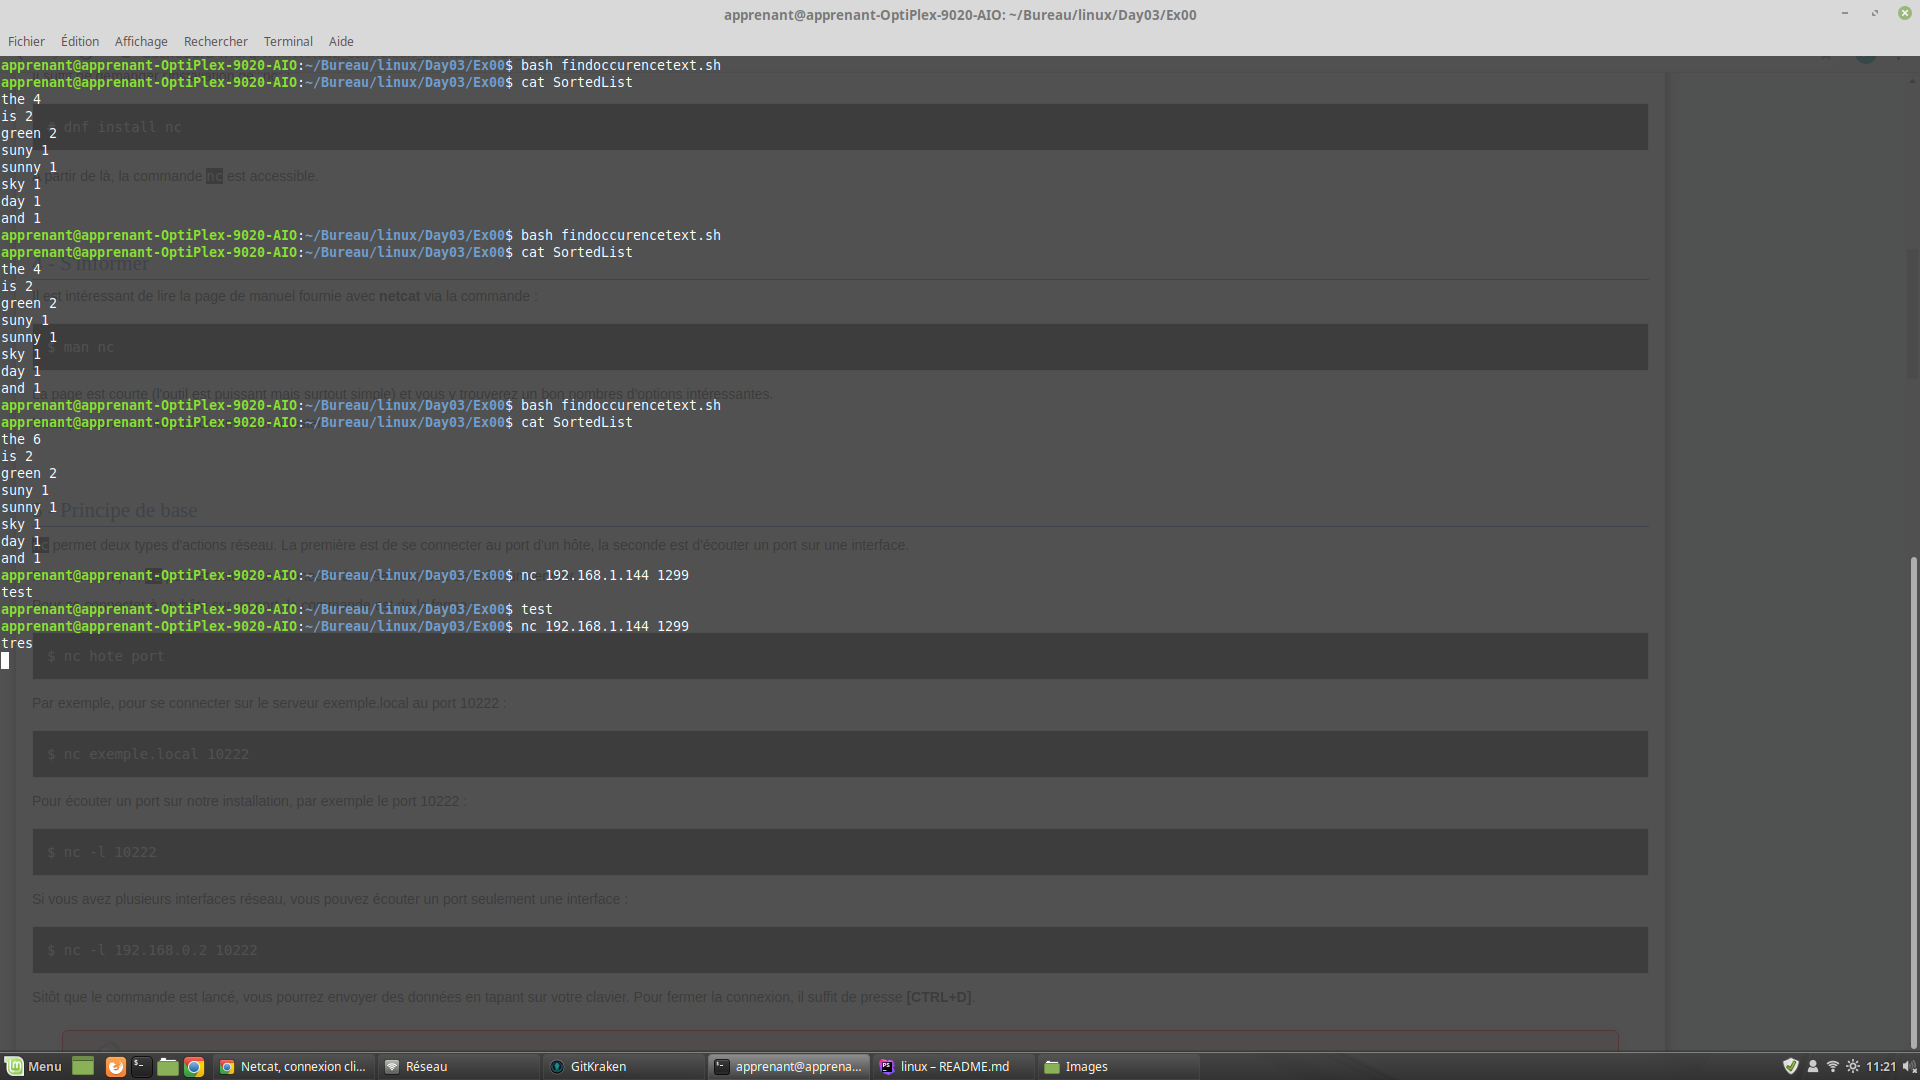 apprenant@apprenant-OptiPlex-9020-AIO: ~/Bureau/linux/Day03/Ex00
Fichier Édition Affichage Rechercher Terminal Aide
apprenant@apprenant-OptiPlex-9020-AIO:~/Bureau/linux/Day03/Ex00$ bash findoccurencetext.sh
apprenant@apprenant-OptiPlex-9020-AIO:~/Bureau/linux/Day03/Ex00$ cat SortedList
the 4
is 2
green 2
suny 1
sunny 1
sky 1
day 1
and 1
apprenant@apprenant-OptiPlex-9020-AIO:~/Bureau/linux/Day03/Ex00$ bash findoccurencetext.sh
apprenant@apprenant-OptiPlex-9020-AIO:~/Bureau/linux/Day03/Ex00$ cat SortedList
the 4
is 2
green 2
suny 1
sunny 1
sky 1
day 1
and 1
apprenant@apprenant-OptiPlex-9020-AIO:~/Bureau/linux/Day03/Ex00$ bash findoccurencetext.sh
apprenant@apprenant-OptiPlex-9020-AIO:~/Bureau/linux/Day03/Ex00$ cat SortedList
the 6
is 2
green 2
suny 1
sunny 1
sky 1
day 1
and 1
apprenant@apprenant-OptiPlex-9020-AIO:~/Bureau/linux/Day03/Ex00$ nc 192.168.1.144 1299
test
apprenant@apprenant-OptiPlex-9020-AIO:~/Bureau/linux/Day03/Ex00$ test
apprenant@apprenant-OptiPlex-9020-AIO:~/Bureau/linux/Day03/Ex00$ nc 192.168.1.144 1299
tres
dnf install nc
partir de là, la commande nc est accessible.
- S'informer
est intéressant de lire la page de manuel fournie avec netcat via la commande :
$ man nc
page est courte (l'outil est puissant mais surtout simple) et vous y trouverez un bon nombres d'options intéressantes.
Principe de base
permet deux types d'actions réseau. La première est de se connecter au port d'un hôte, la seconde est d'écouter un port sur une interface.
$ nc hote port
Par exemple, pour se connecter sur le serveur exemple.local au port 10222 :
$ nc exemple.local 10222
Pour écouter un port sur notre installation, par exemple le port 10222 :
$ nc -l 10222
Si vous avez plusieurs interfaces réseau, vous pouvez écouter un port seulement une interface :
$ nc -l 192.168.0.2 10222
Sitôt que le commande est lancé, vous pourrez envoyer des données en tapant sur votre clavier. Pour fermer la connexion, il suffit de presse [CTRL+D].
Menu Netcat, connexion cli... Réseau GitKraken apprenant@apprena... linux – README.md Images 11:21